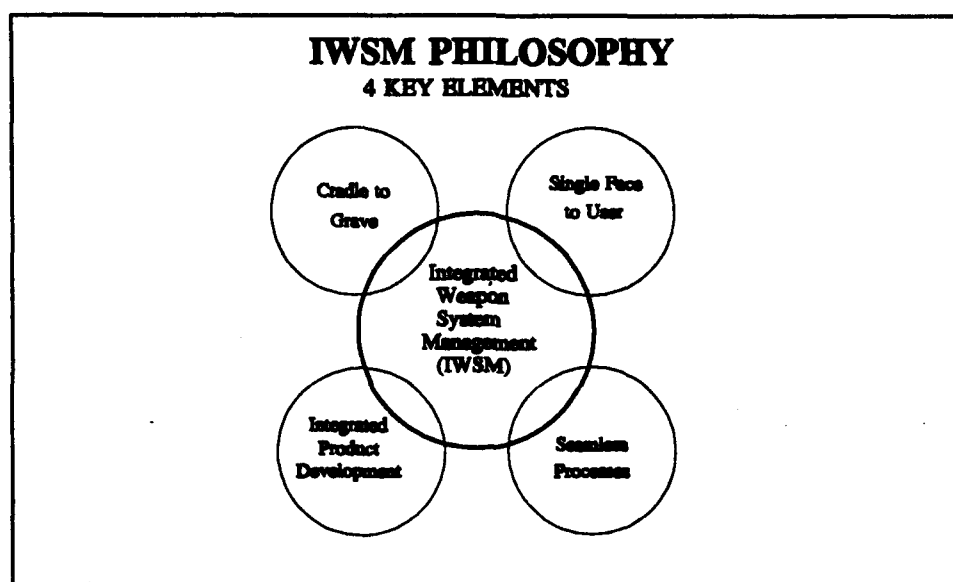 IWSM PHILOSOPHY
4 KEY ELEMENTS
Cradle to
Grave
Single Face
to User
Integrated
Weapon
System
Management
(IWSM)
Integrated
Product
Development
Seamless
Processes